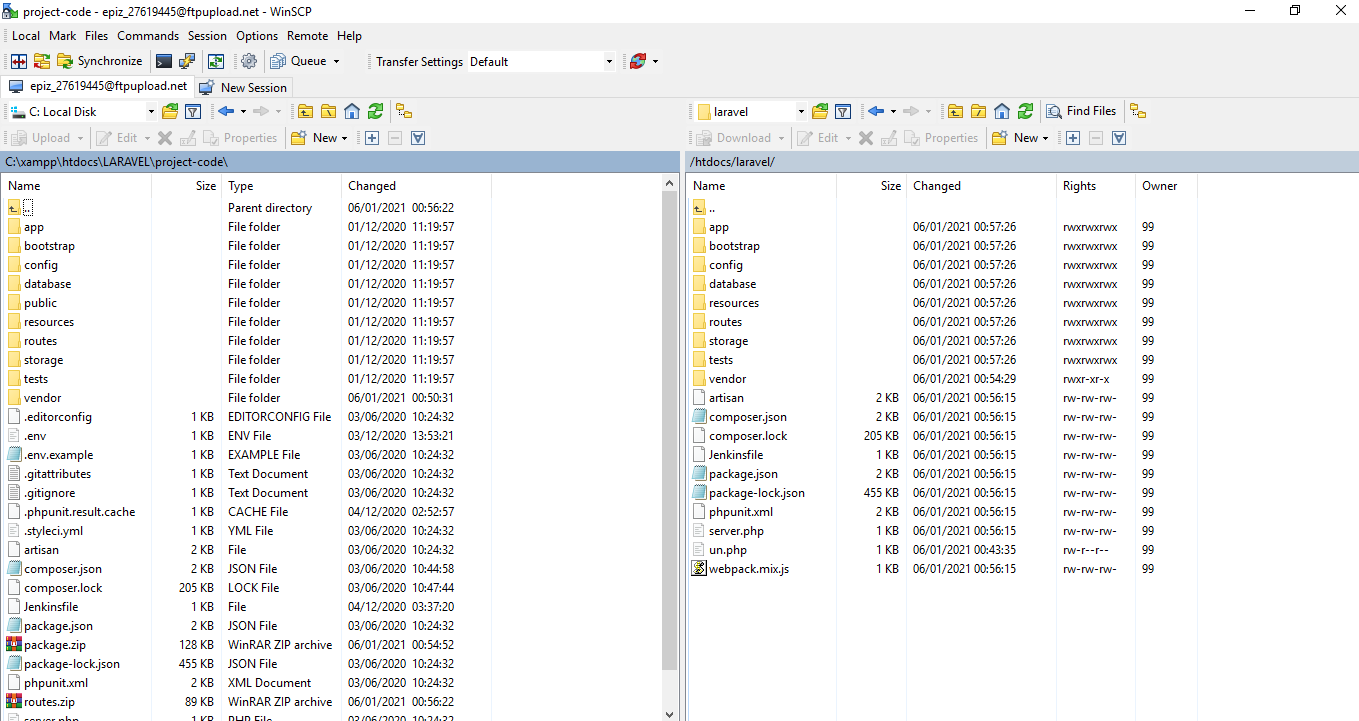 project-code - epiz_27619445@ftpupload.net - WinSCP
Local Mark Files Commands Session Options Remote Help
Synchronize Queue Transfer Settings Default
epiz_27619445@ftpupload.net New Session
C: Local Disk
Upload Edit Properties New
C:\xampp\htdocs\LARAVEL\project-code\
Name Size Type Changed
.. Parent directory 06/01/2021 00:56:22
app File folder 01/12/2020 11:19:57
bootstrap File folder 01/12/2020 11:19:57
config File folder 01/12/2020 11:19:57
database File folder 01/12/2020 11:19:57
public File folder 01/12/2020 11:19:57
resources File folder 01/12/2020 11:19:57
routes File folder 01/12/2020 11:19:57
storage File folder 01/12/2020 11:19:57
tests File folder 01/12/2020 11:19:57
vendor File folder 06/01/2021 00:50:31
.editorconfig 1 KB EDITORCONFIG File 03/06/2020 10:24:32
.env 1 KB ENV File 03/12/2020 13:53:21
.env.example 1 KB EXAMPLE File 03/06/2020 10:24:32
.gitattributes 1 KB Text Document 03/06/2020 10:24:32
.gitignore 1 KB Text Document 03/06/2020 10:24:32
.phpunit.result.cache 1 KB CACHE File 04/12/2020 02:52:57
.styleci.yml 1 KB YML File 03/06/2020 10:24:32
artisan 2 KB File 03/06/2020 10:24:32
composer.json 2 KB JSON File 03/06/2020 10:44:58
composer.lock 205 KB LOCK File 03/06/2020 10:47:44
Jenkinsfile 1 KB File 04/12/2020 03:37:20
package.json 2 KB JSON File 03/06/2020 10:24:32
package.zip 128 KB WinRAR ZIP archive 06/01/2021 00:54:52
package-lock.json 455 KB JSON File 03/06/2020 10:24:32
phpunit.xml 2 KB XML Document 03/06/2020 10:24:32
routes.zip 89 KB WinRAR ZIP archive 06/01/2021 00:56:22
server.php 1 KB PHP File 03/06/2020 10:24:32
laravel Find Files
Download Edit Properties New
/htdocs/laravel/
Name Size Changed Rights Owner
..
app 06/01/2021 00:57:26 rwxrwxrwx 99
bootstrap 06/01/2021 00:57:26 rwxrwxrwx 99
config 06/01/2021 00:57:26 rwxrwxrwx 99
database 06/01/2021 00:57:26 rwxrwxrwx 99
resources 06/01/2021 00:57:26 rwxrwxrwx 99
routes 06/01/2021 00:57:26 rwxrwxrwx 99
storage 06/01/2021 00:57:26 rwxrwxrwx 99
tests 06/01/2021 00:57:26 rwxrwxrwx 99
vendor 06/01/2021 00:54:29 rwxr-xr-x 99
artisan 2 KB 06/01/2021 00:56:15 rw-rw-rw- 99
composer.json 2 KB 06/01/2021 00:56:15 rw-rw-rw- 99
composer.lock 205 KB 06/01/2021 00:56:15 rw-rw-rw- 99
Jenkinsfile 1 KB 06/01/2021 00:56:15 rw-rw-rw- 99
package.json 2 KB 06/01/2021 00:56:15 rw-rw-rw- 99
package-lock.json 455 KB 06/01/2021 00:56:15 rw-rw-rw- 99
phpunit.xml 2 KB 06/01/2021 00:56:15 rw-rw-rw- 99
server.php 1 KB 06/01/2021 00:56:15 rw-rw-rw- 99
un.php 1 KB 06/01/2021 00:43:35 rw-r--r-- 99
webpack.mix.js 1 KB 06/01/2021 00:56:15 rw-rw-rw- 99